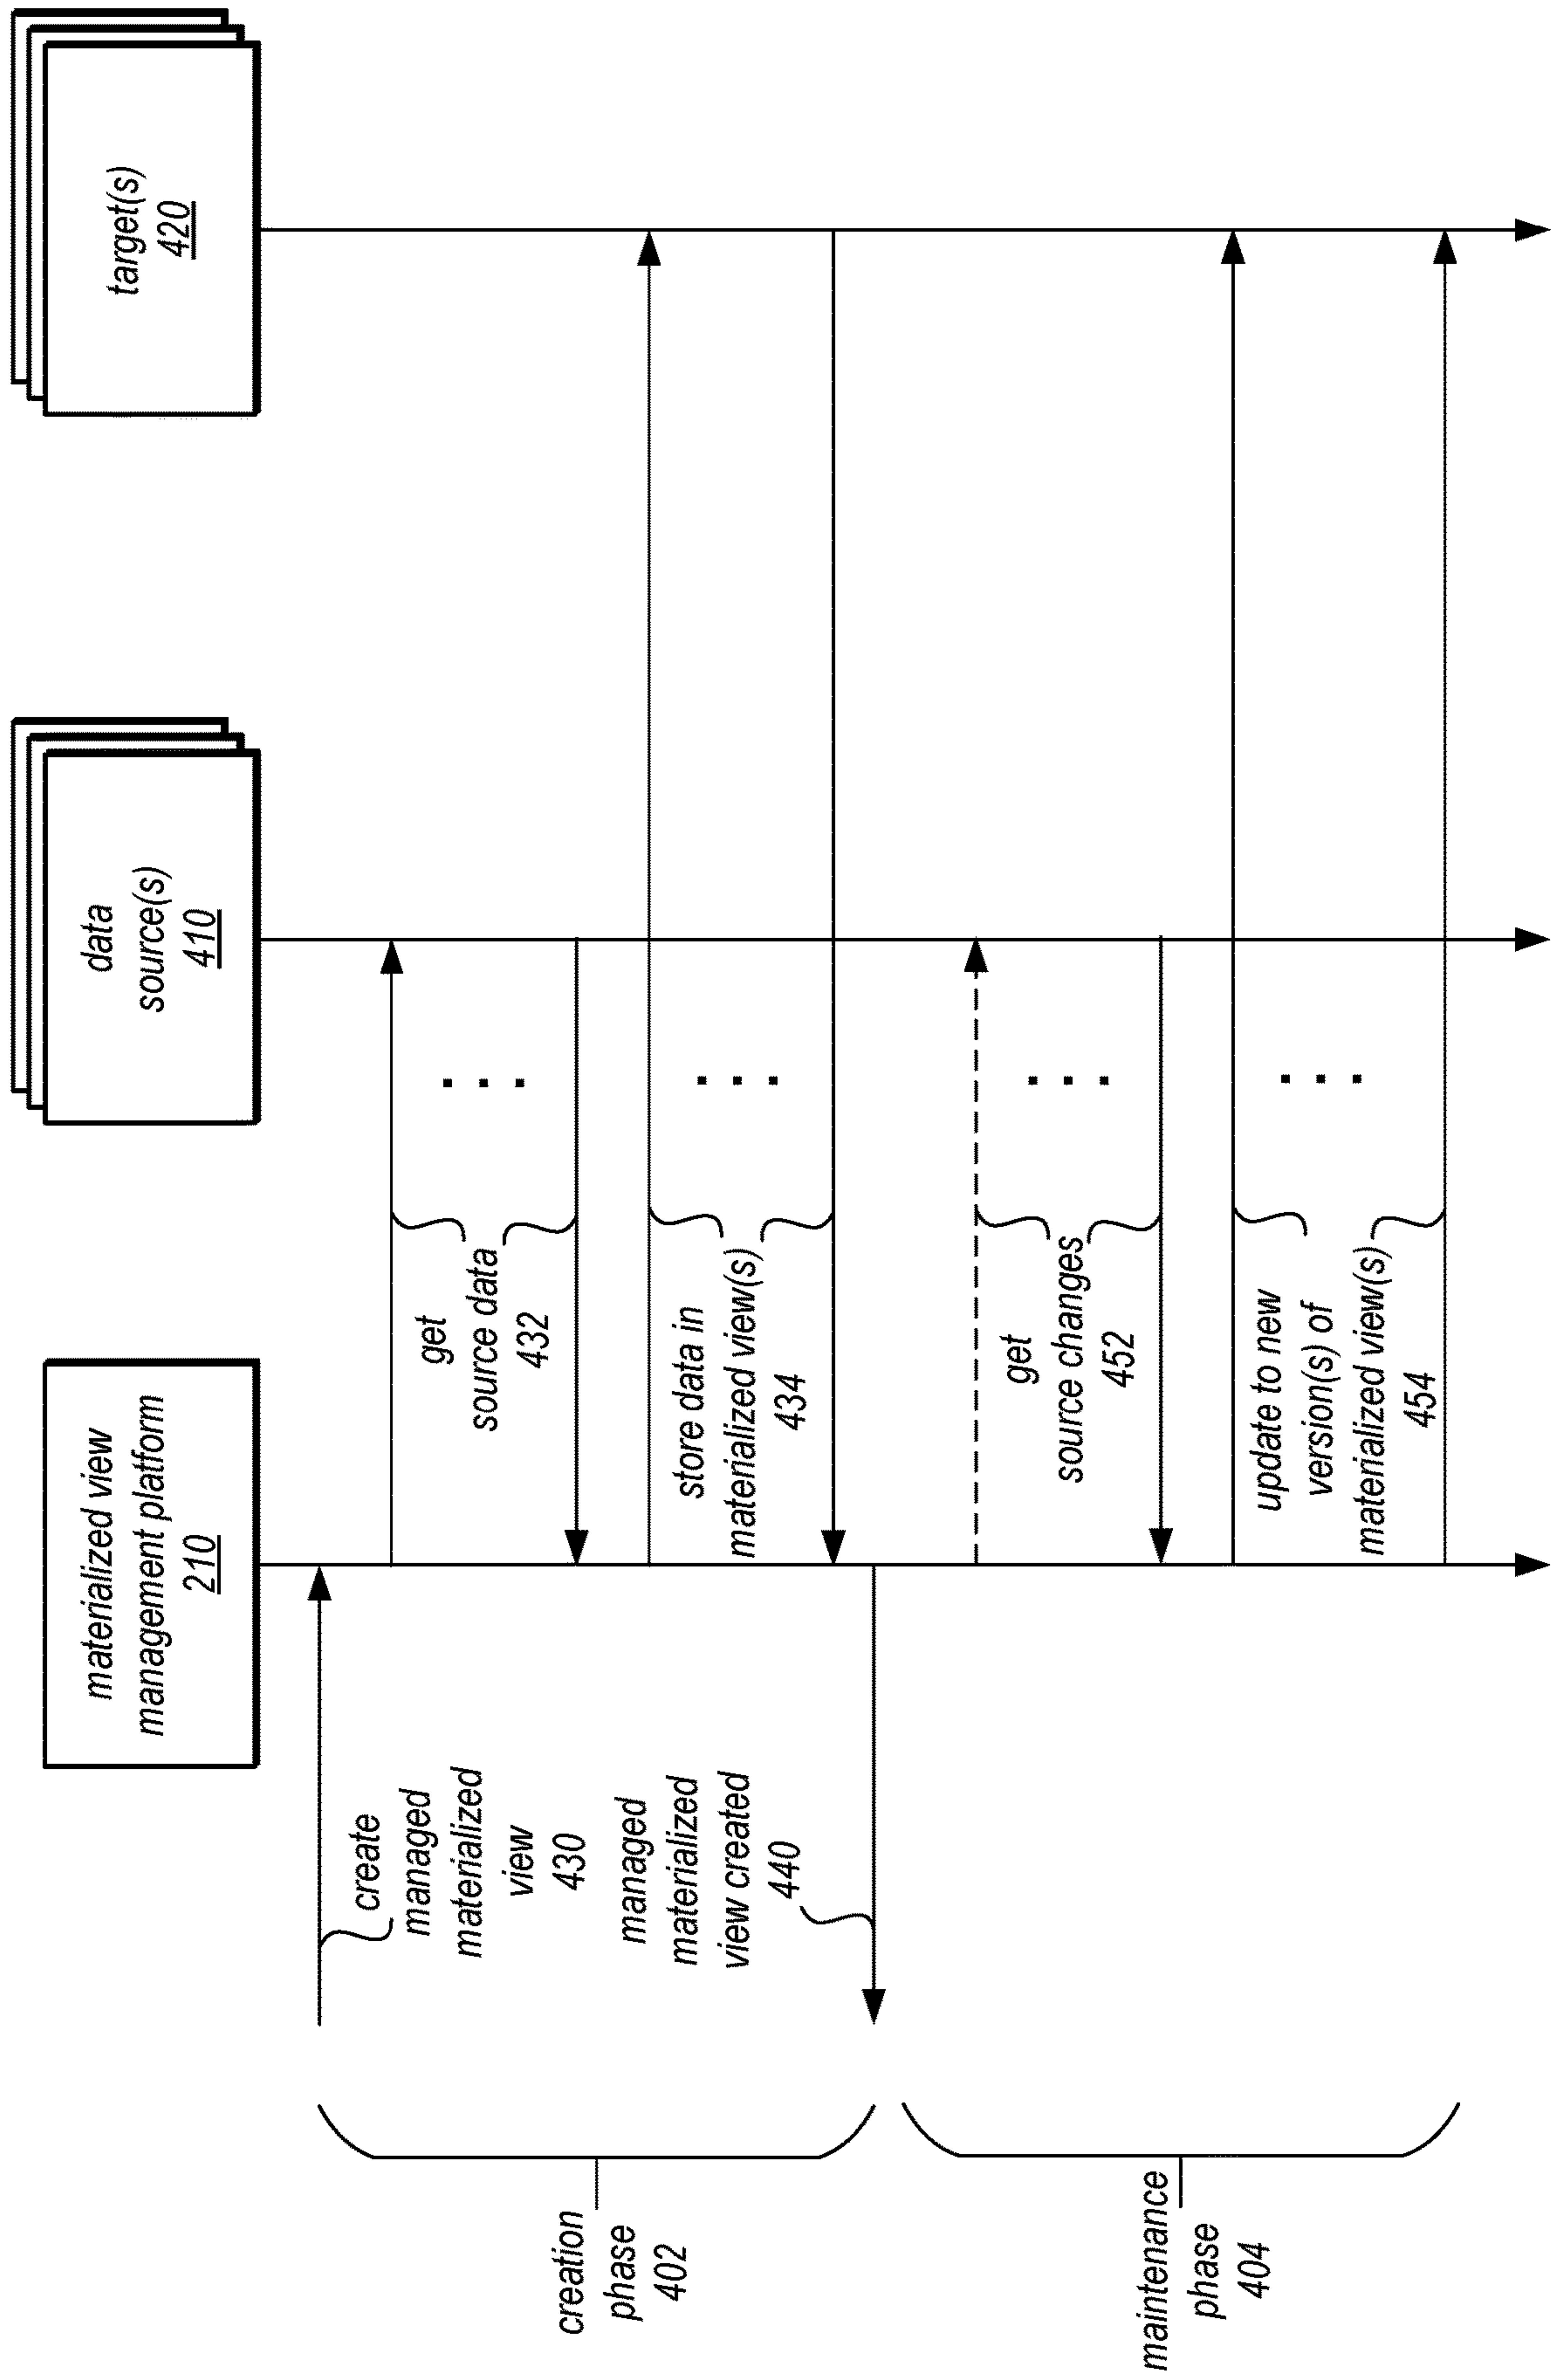 materialized view
management platform
210
data
source(s)
410
target(s)
420
creation
phase
402
create
managed
materialized
view
430
get
source data
432
store data in
materialized view(s)
434
managed
materialized
view created
440
maintenance
phase
404
get
source changes
452
update to new
version(s) of
materialized view(s)
454